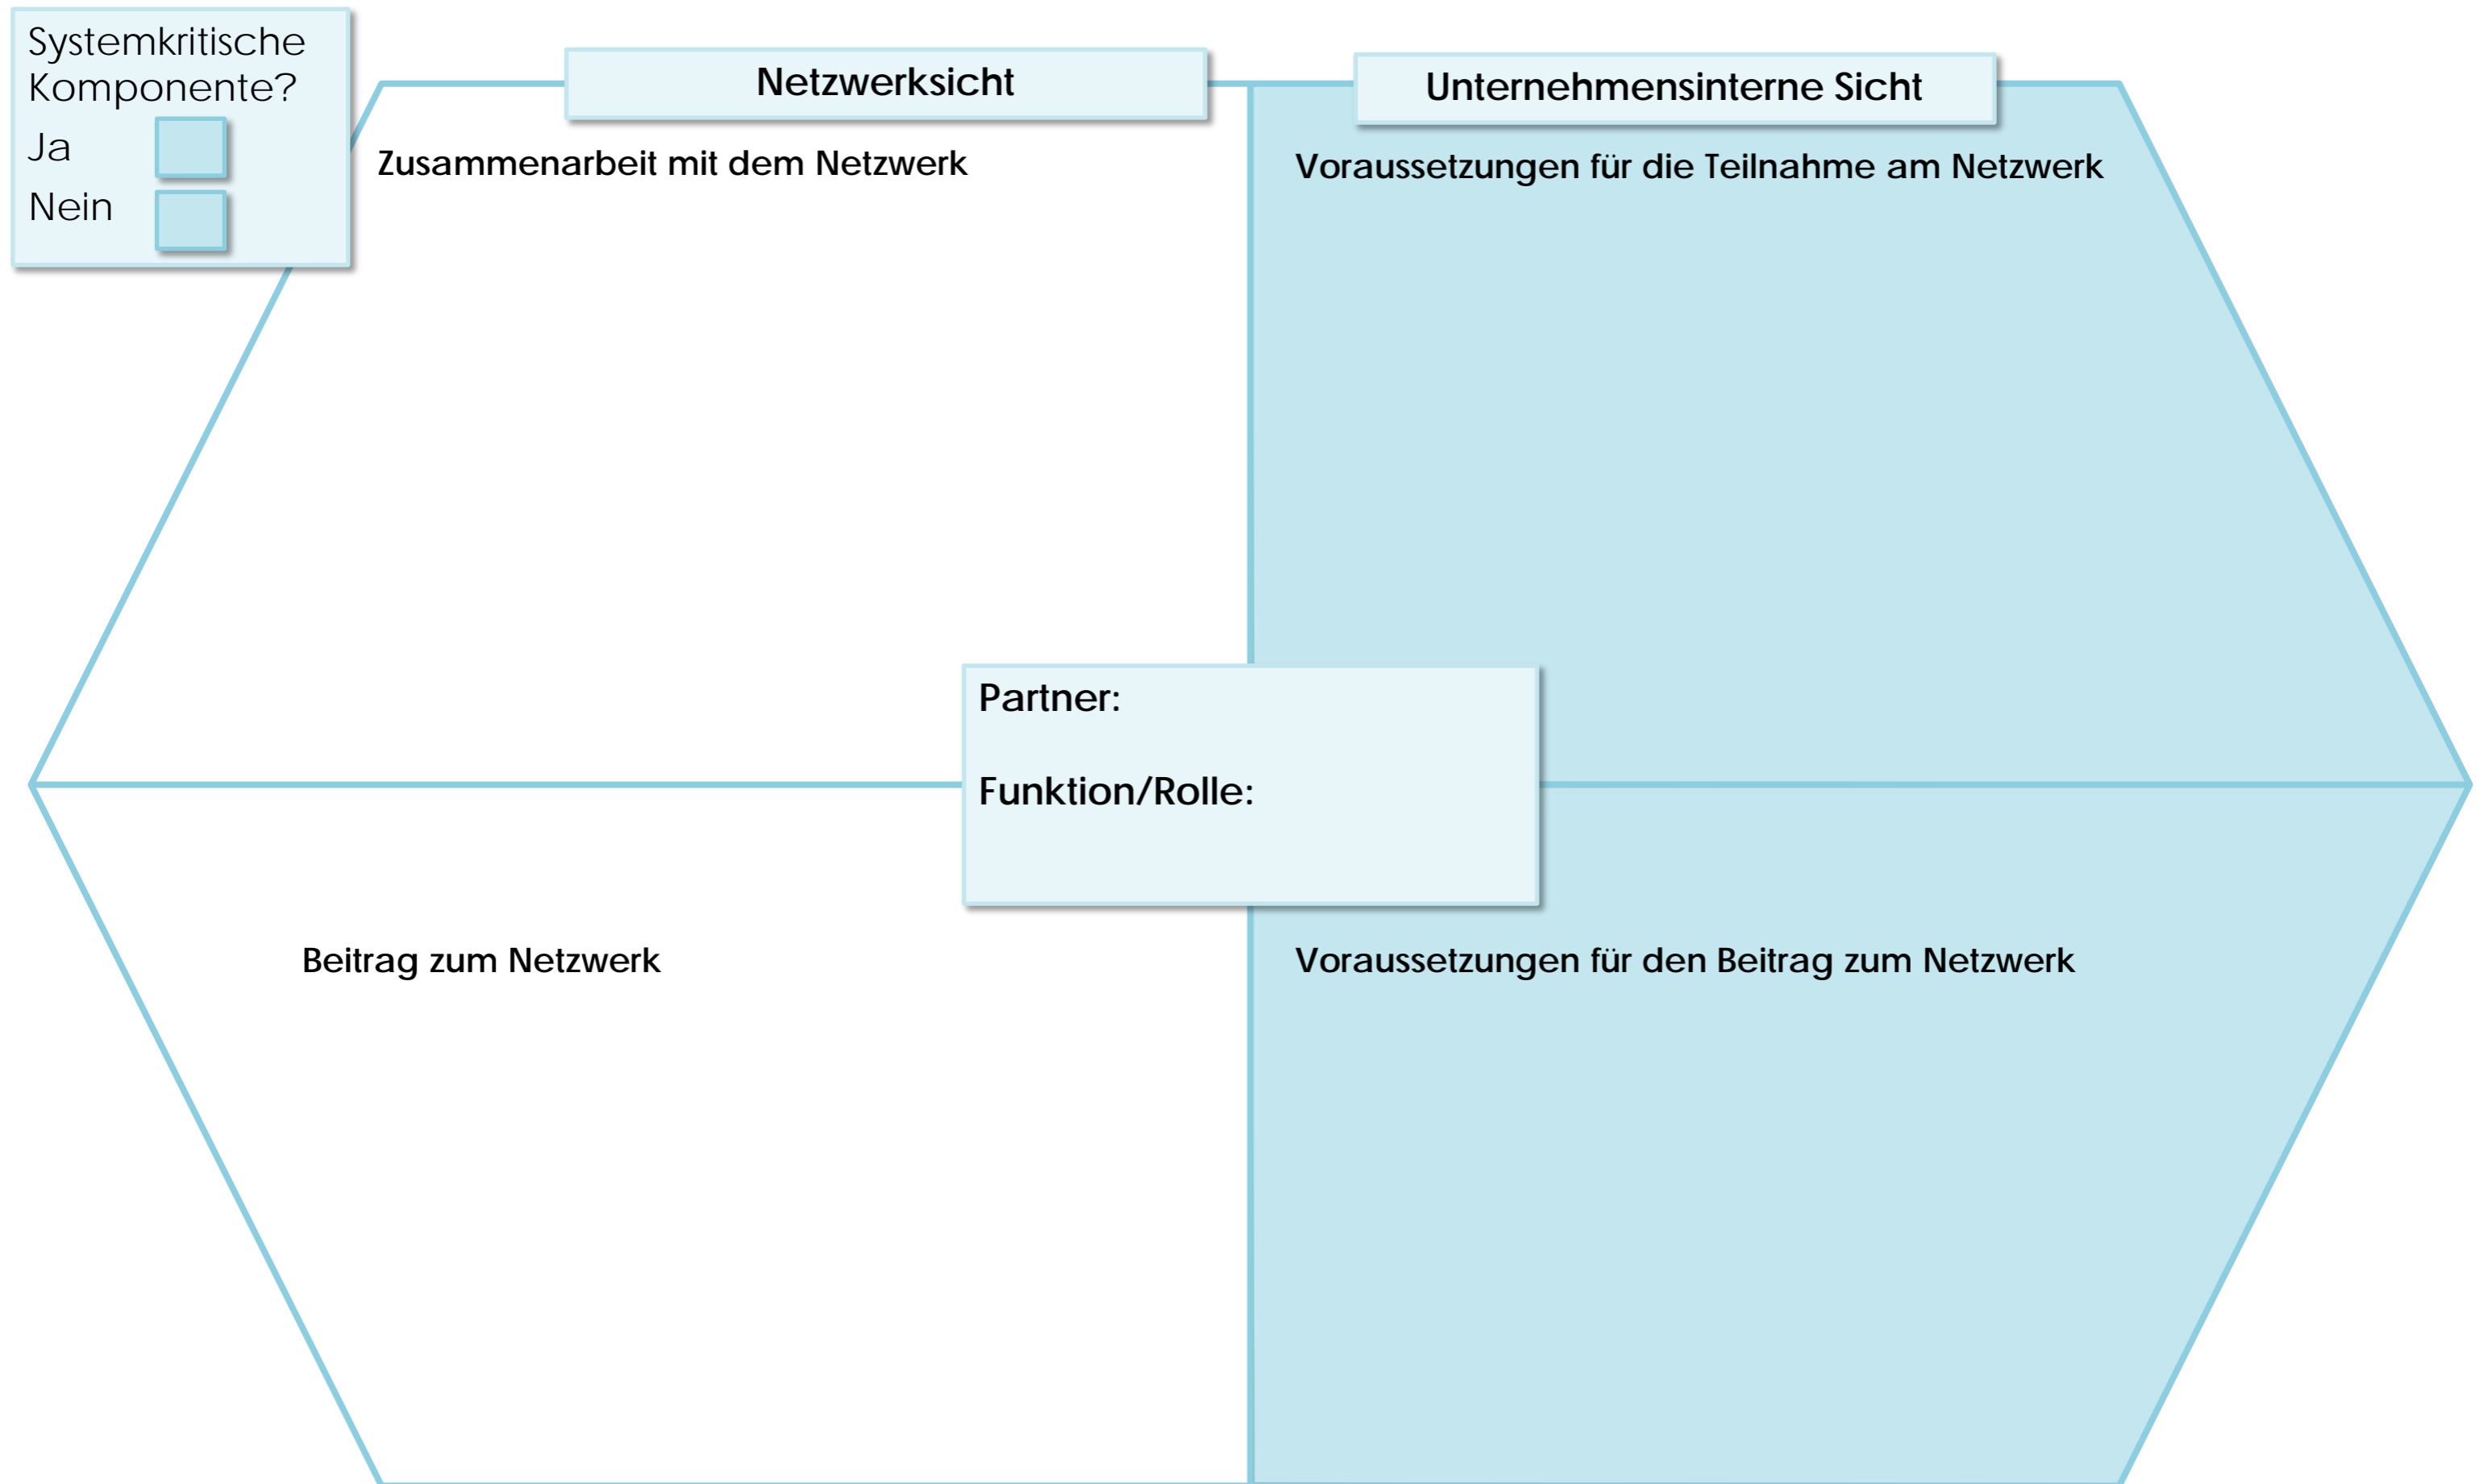 Systemkritische
Komponente?
Ja
Nein
Netzwerksicht
Unternehmensinterne Sicht
Zusammenarbeit mit dem Netzwerk
Voraussetzungen für die Teilnahme am Netzwerk
Partner:
Funktion/Rolle:
Beitrag zum Netzwerk
Voraussetzungen für den Beitrag zum Netzwerk